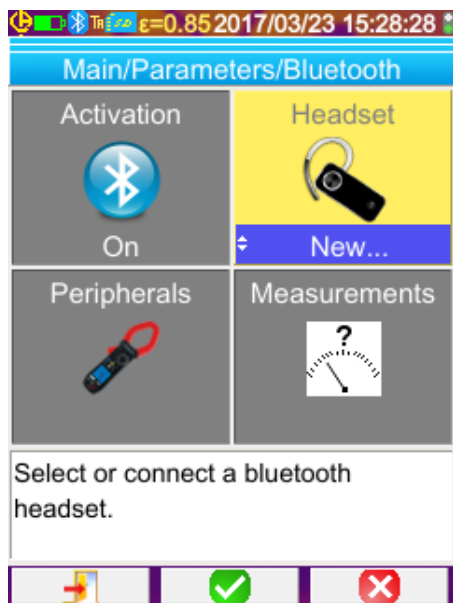 TA ε=0.85 2017/03/23 15:28:28
Main/Parameters/Bluetooth
Activation
On
Headset
New...
Peripherals
Measurements
?
Select or connect a bluetooth
headset.